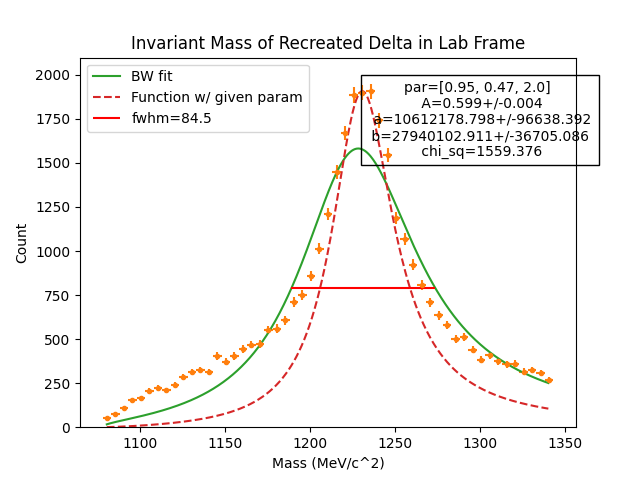 Invariant Mass of Recreated Delta in Lab Frame
BW fit
Function w/ given param
fwhm=84.5
par=[0.95, 0.47, 2.0]
A=0.599+/-0.004
a=10612178.798+/-96638.392
b=27940102.911+/-36705.086
chi_sq=1559.376
Count
2000
1750
1500
1250
1000
750
500
250
0
1100
1150
1200
1250
1300
1350
Mass (MeV/c^2)